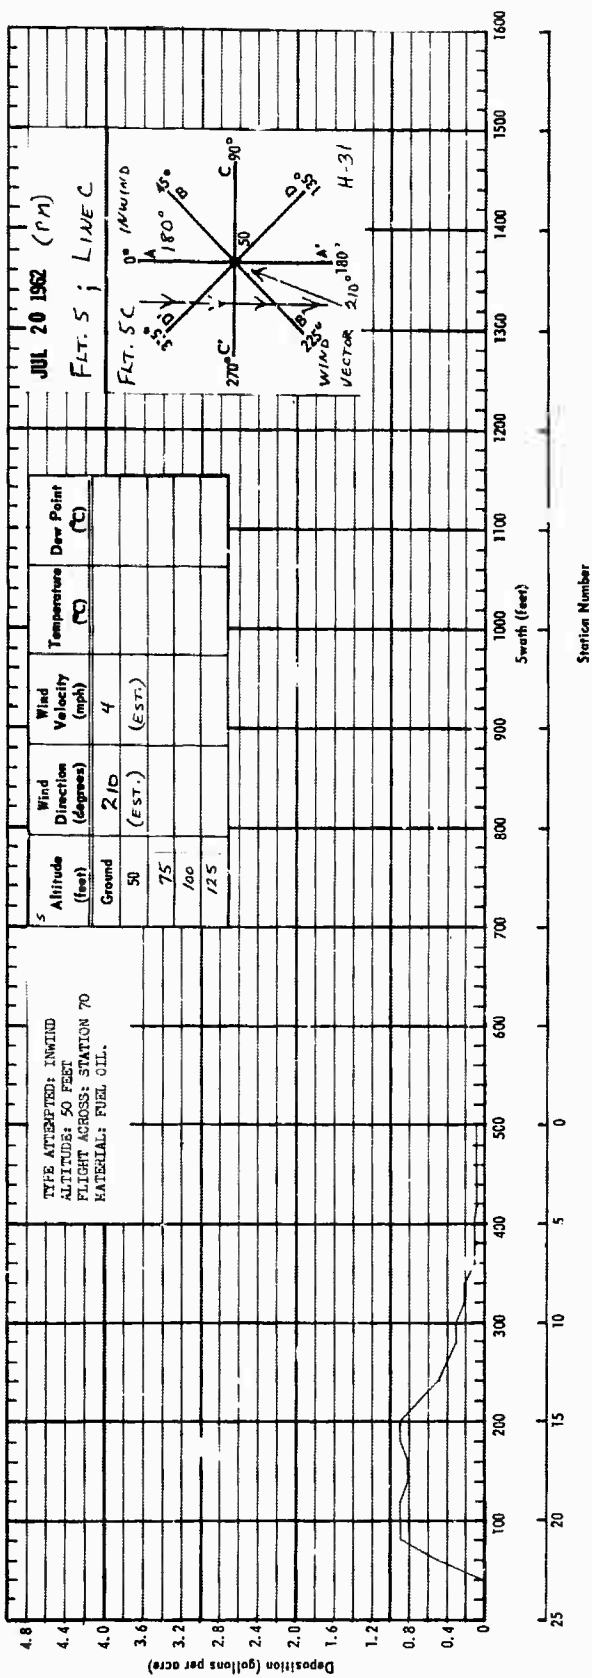 JUL 20 1962 (PM)
FLT. 5 ; LINE C
FLT. 5C
INWIND
180°
0°
A
45°
B
C
90°
D
135°
H-31
50
A'
180°
210°
B'
225°
WIND
VECTOR
270°
C'
D'
315°
TYPE ATTEMPTED: INWIND
ALTITUDE: 50 FEET
FLIGHT ACROSS: STATION 70
MATERIAL: FUEL OIL.
5
Altitude (feet) Wind Direction (degrees) Wind Velocity (mph) Temperature (°C) Dew Point (°C)
Ground 210 4
50 (EST.) (EST.)
75
100
125
Deposition (gallons per acre)
4.8
4.4
4.0
3.6
3.2
2.8
2.4
2.0
1.6
1.2
0.8
0.4
0
100 200 300 400 500 600 700 800 900 1000 1100 1200 1300 1400 1500 1600
Swath (feet)
25 20 15 10 5 0
Station Number